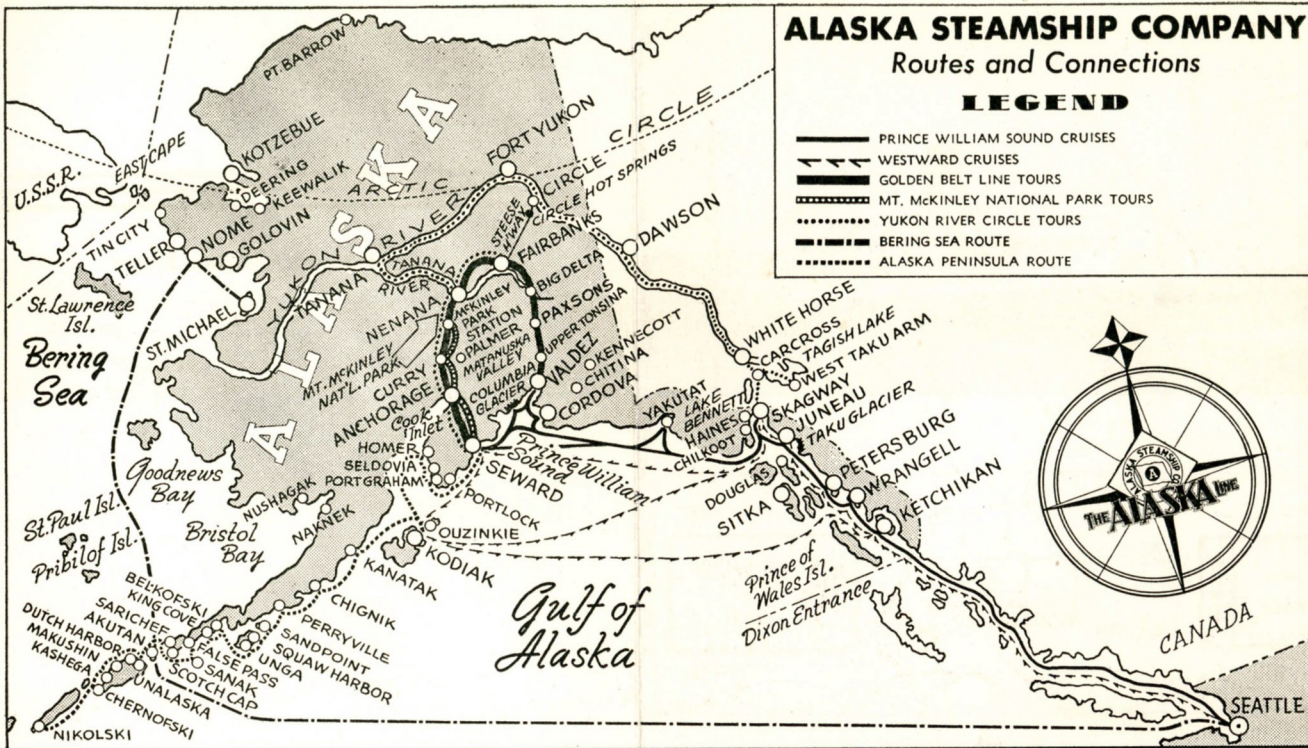 ALASKA STEAMSHIP COMPANY
Routes and Connections
LEGEND
PRINCE WILLIAM SOUND CRUISES
WESTWARD CRUISES
GOLDEN BELT LINE TOURS
MT. McKINLEY NATIONAL PARK TOURS
YUKON RIVER CIRCLE TOURS
BERING SEA ROUTE
ALASKA PENINSULA ROUTE
PT. BARROW
ALASKA
ARCTIC CIRCLE
U.S.S.R.
EAST CAPE
KOTZEBUE
DEERING
KEEWALIK
TIN CITY
TELLER
NOME
GOLOVIN
St. Lawrence
Isl.
ST. MICHAEL
Bering
Sea
YUKON RIVER
TANANA
TANANA
RIVER
FORT YUKON
CIRCLE
CIRCLE HOT SPRINGS
STEESE
H'WAY
FAIRBANKS
DAWSON
NENANA
BIG DELTA
McKINLEY
PARK
STATION
PAXSONS
PALMER
UPPER TONSINA
MATANUSKA
VALLEY
MT. McKINLEY
NAT'L. PARK
CURRY
ANCHORAGE
COLUMBIA
GLACIER
VALDEZ
KENNECOTT
CHITINA
CORDOVA
Cook
Inlet
HOMER
SELDOVIA
PORT GRAHAM
SEWARD
Prince William
Sound
PORTLOCK
OUZINKIE
KODIAK
YAKUTAT
LAKE
BENNETT
HAINES
CHILKOOT
WHITE HORSE
CARCROSS
TAGISH LAKE
WEST TAKU ARM
SKAGWAY
JUNEAU
TAKU GLACIER
DOUGLAS
SITKA
PETERSBURG
WRANGELL
KETCHIKAN
Prince of
Wales Isl.
Dixon Entrance
Goodnews
Bay
NUSHAGAK
NAKNEK
Bristol
Bay
St. Paul Isl.
Pribilof Isl.
KANATAK
CHIGNIK
PERRYVILLE
SANDPOINT
SQUAW HARBOR
UNGA
BELKOFSKI
KING COVE
SARICHEF
AKUTAN
DUTCH HARBOR
MAKUSHIN
KASHEGA
FALSE PASS
SANAK
SCOTCH CAP
UNALASKA
CHERNOFSKI
NIKOLSKI
Gulf of
Alaska
ALASKA STEAMSHIP CO
A
THE ALASKA LINE
CANADA
SEATTLE